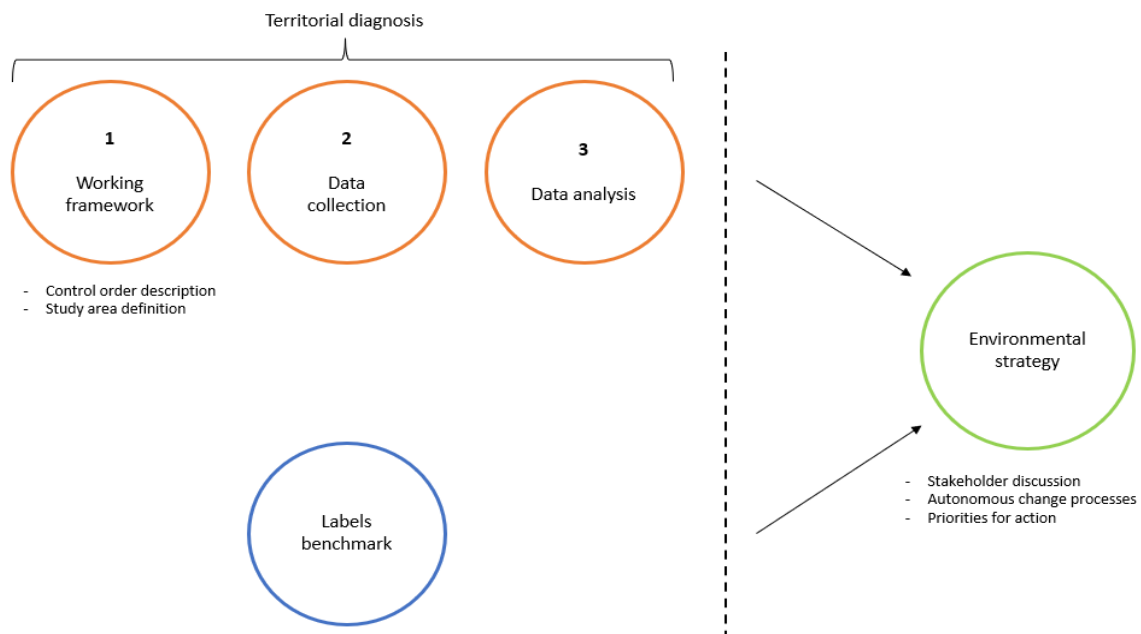 Territorial diagnosis
1
Working
framework
2
Data
collection
3
Data analysis
- Control order description
- Study area definition
Environmental
strategy
- Stakeholder discussion
- Autonomous change processes
- Priorities for action
Labels
benchmark